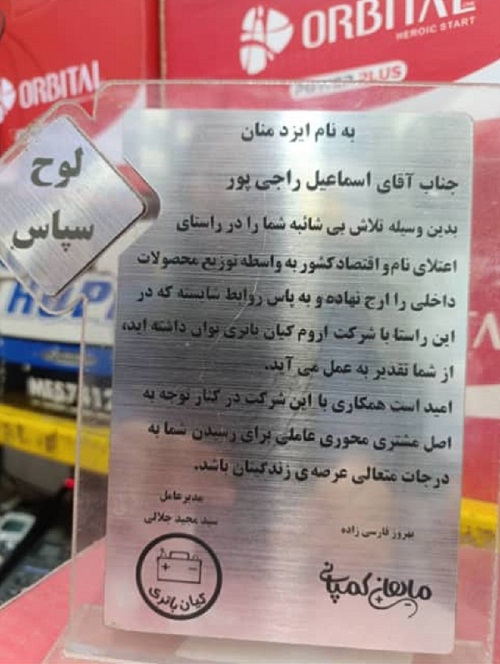 ORBITAL
HEROIC START
POWER PLUS
ORBITAL
لوح
سپاس
به نام ایزد منان
جناب آقای اسماعیل راجی پور
بدین وسیله تلاش بی شائبه شما را در راستای
اعتلای نام و اقتصاد کشور به واسطه توزیع محصولات
داخلی را ارج نهاده و به پاس روابط شایسته که در
این راستا با شرکت اروم کیان باتری توان داشته اید،
از شما تقدیر به عمل می آید.
امید است همکاری با این شرکت در کنار توجه به
اصل مشتری محوری عاملی برای رسیدن شما به
درجات متعالی عرصه ی زندگیتان باشد.
مدیرعامل
سید مجید جلالی
بهروز فارسی زاده
کیان باتری
ماهان کمپانی